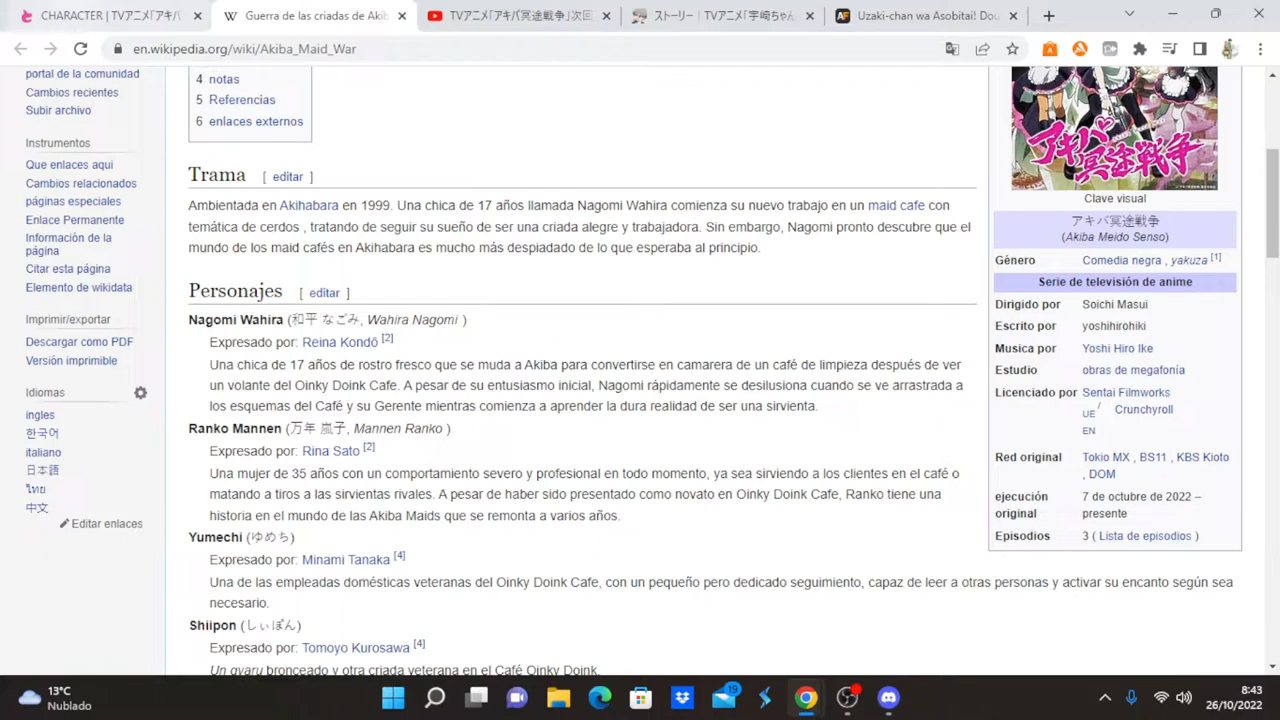 CHARACTER | TVアニメ「アキバ
Guerra de las criadas de Akib
TVアニメ「アキバ冥途戦争」次回
ストーリー | TVアニメ「宇崎ちゃん
Uzaki-chan wa Asobitai! Dou
en.wikipedia.org/wiki/Akiba_Maid_War
portal de la comunidad
Cambios recientes
Subir archivo
Instrumentos
Que enlaces aqui
Cambios relacionados
páginas especiales
Enlace Permanente
Información de la
página
Citar esta página
Elemento de wikidata
Imprimir/exportar
Descargar como PDF
Versión imprimible
Idiomas
ingles
한국어
italiano
日本語
ไทย
中文
Editar enlaces
4 notas
5 Referencias
6 enlaces externos
Trama [ editar ]
Ambientada en Akihabara en 1999. Una chica de 17 años llamada Nagomi Wahira comienza su nuevo trabajo en un maid cafe con
temática de cerdos , tratando de seguir su sueño de ser una criada alegre y trabajadora. Sin embargo, Nagomi pronto descubre que el
mundo de los maid cafés en Akihabara es mucho más despiadado de lo que esperaba al principio.
Personajes [ editar ]
Nagomi Wahira (和平 なごみ, Wahira Nagomi )
Expresado por: Reina Kondō [2]
Una chica de 17 años de rostro fresco que se muda a Akiba para convertirse en camarera de un café de limpieza después de ver
un volante del Oinky Doink Cafe. A pesar de su entusiasmo inicial, Nagomi rápidamente se desilusiona cuando se ve arrastrada a
los esquemas del Café y su Gerente mientras comienza a aprender la dura realidad de ser una sirvienta.
Ranko Mannen (万年 嵐子, Mannen Ranko )
Expresado por: Rina Sato [2]
Una mujer de 35 años con un comportamiento severo y profesional en todo momento, ya sea sirviendo a los clientes en el café o
matando a tiros a las sirvientas rivales. A pesar de haber sido presentado como novato en Oinky Doink Cafe, Ranko tiene una
historia en el mundo de las Akiba Maids que se remonta a varios años.
Yumechi (ゆめち)
Expresado por: Minami Tanaka [4]
Una de las empleadas domésticas veteranas del Oinky Doink Cafe, con un pequeño pero dedicado seguimiento, capaz de leer a otras personas y activar su encanto según sea
necesario.
Shiipon (しぃぽん)
Expresado por: Tomoyo Kurosawa [4]
Un gyaru bronceado y otra criada veterana en el Café Oinky Doink.
アキバ冥途戦争
Clave visual
アキバ冥途戦争
(Akiba Meido Senso)
Género Comedia negra , yakuza [1]
Serie de televisión de anime
Dirigido por Soichi Masui
Escrito por yoshihirohiki
Musica por Yoshi Hiro Ike
Estudio obras de megafonía
Licenciado por Sentai Filmworks
UE / Crunchyroll
EN
Red original Tokio MX , BS11 , KBS Kioto
, DOM
ejecución 7 de octubre de 2022 –
original presente
Episodios 3 ( Lista de episodios )
13°C
Nublado
19
8:43
26/10/2022